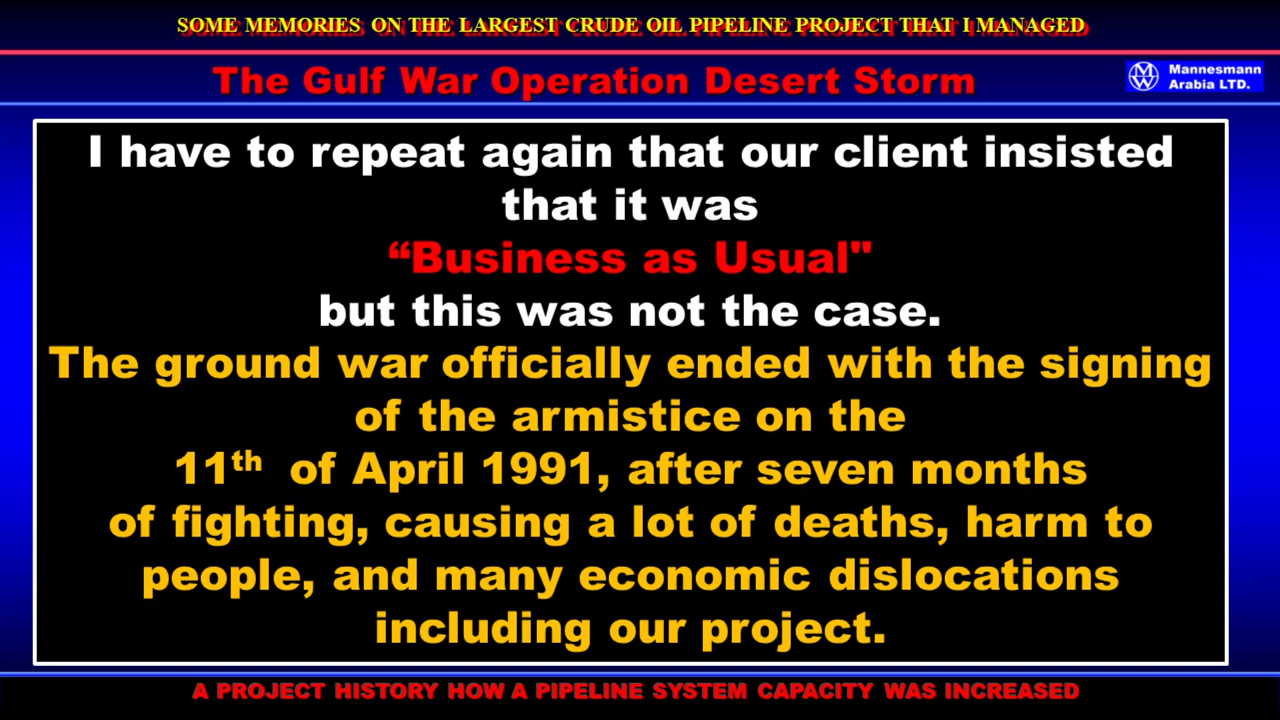 SOME MEMORIES ON THE LARGEST CRUDE OIL PIPELINE PROJECT THAT I MANAGED
The Gulf War Operation Desert Storm
Mannesmann
Arabia LTD.
I have to repeat again that our client insisted
that it was
“Business as Usual"
but this was not the case.
The ground war officially ended with the signing
of the armistice on the
11th of April 1991, after seven months
of fighting, causing a lot of deaths, harm to
people, and many economic dislocations
including our project.
A PROJECT HISTORY HOW A PIPELINE SYSTEM CAPACITY WAS INCREASED